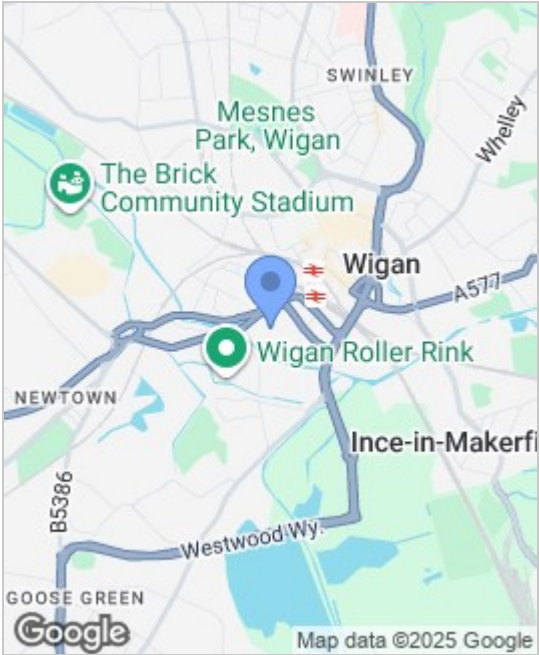 SWINLEY
Mesnes
Park, Wigan
Whelley
The Brick
Community Stadium
Wigan
A577
Wigan Roller Rink
NEWTOWN
Ince-in-Makerfi
B5386
Westwood Wy.
GOOSE GREEN
Google
Map data ©2025 Google